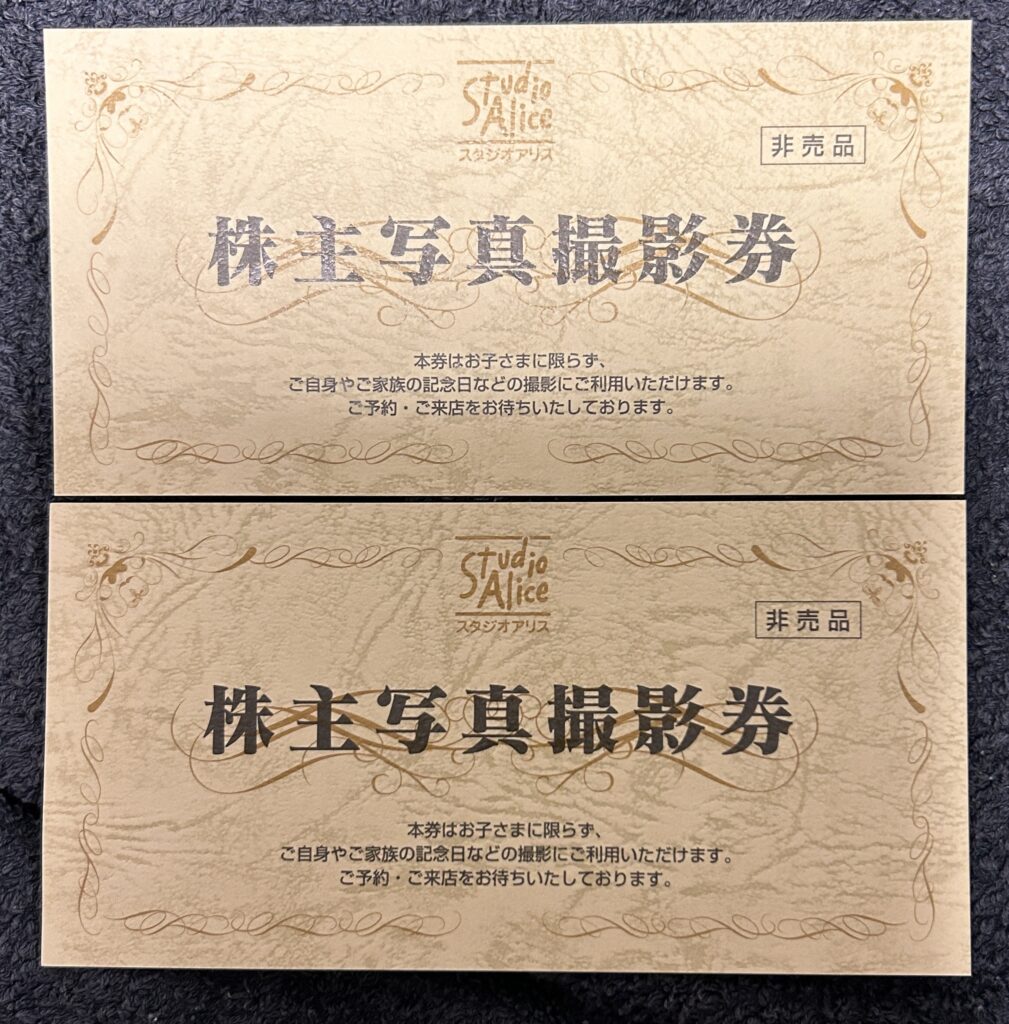 Studio
Alice
スタジオアリス
非売品
株主写真撮影券
本券はお子さまに限らず、
ご自身やご家族の記念日などの撮影にご利用いただけます。
ご予約・ご来店をお待ちいたしております。
Studio
Alice
スタジオアリス
非売品
株主写真撮影券
本券はお子さまに限らず、
ご自身やご家族の記念日などの撮影にご利用いただけます。
ご予約・ご来店をお待ちいたしております。